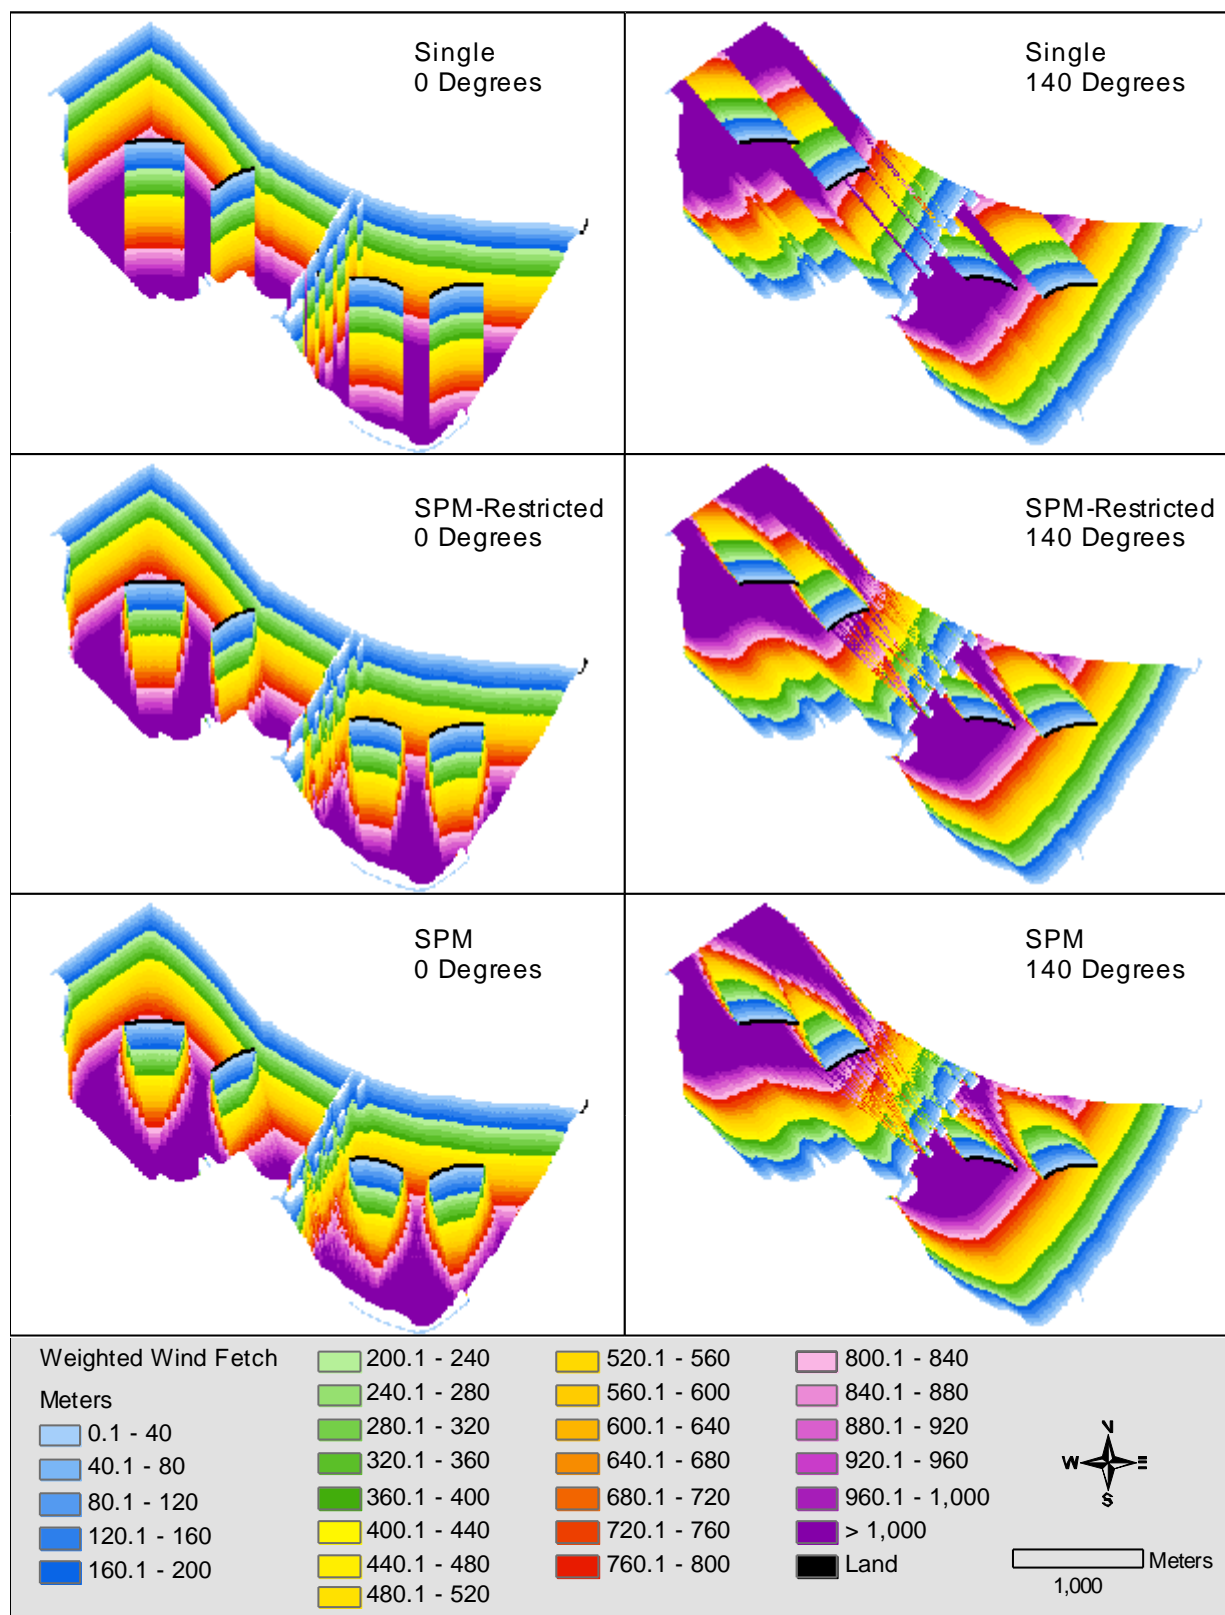 Single
0 Degrees
Single
140 Degrees
SPM-Restricted
0 Degrees
SPM-Restricted
140 Degrees
SPM
0 Degrees
SPM
140 Degrees
Weighted Wind Fetch
Meters
0.1 - 40
40.1 - 80
80.1 - 120
120.1 - 160
160.1 - 200
200.1 - 240
240.1 - 280
280.1 - 320
320.1 - 360
360.1 - 400
400.1 - 440
440.1 - 480
480.1 - 520
520.1 - 560
560.1 - 600
600.1 - 640
640.1 - 680
680.1 - 720
720.1 - 760
760.1 - 800
800.1 - 840
840.1 - 880
880.1 - 920
920.1 - 960
960.1 - 1,000
> 1,000
Land
N
W E
S
Meters
1,000